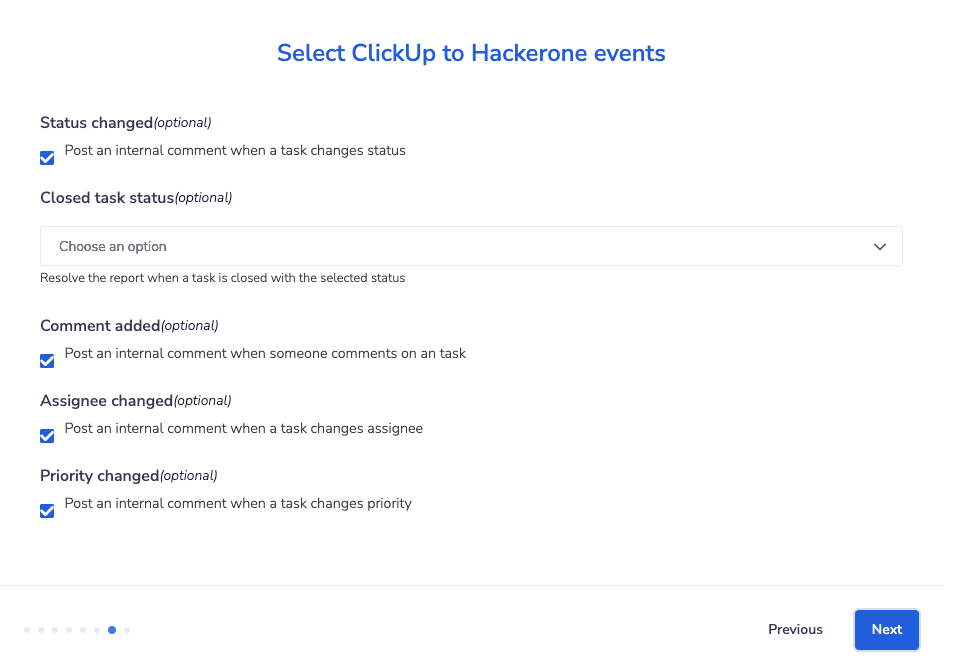 Select ClickUp to Hackerone events
Status changed(optional)
Post an internal comment when a task changes status
Closed task status(optional)
Choose an option
Resolve the report when a task is closed with the selected status
Comment added(optional)
Post an internal comment when someone comments on an task
Assignee changed(optional)
Post an internal comment when a task changes assignee
Priority changed(optional)
Post an internal comment when a task changes priority
Previous
Next